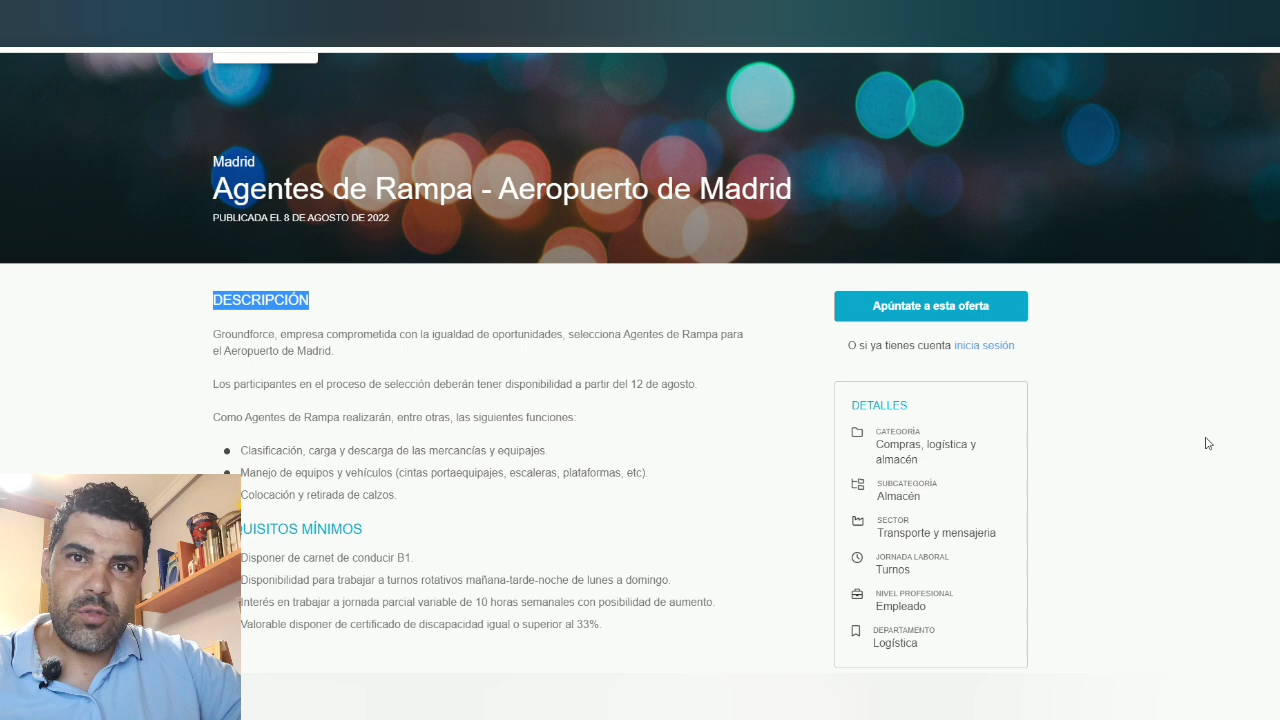 Madrid
Agentes de Rampa - Aeropuerto de Madrid
PUBLICADA EL 8 DE AGOSTO DE 2022
DESCRIPCIÓN
Groundforce, empresa comprometida con la igualdad de oportunidades, selecciona Agentes de Rampa para
el Aeropuerto de Madrid.
Los participantes en el proceso de selección deberán tener disponibilidad a partir del 12 de agosto.
Como Agentes de Rampa realizarán, entre otras, las siguientes funciones:
Clasificación, carga y descarga de las mercancías y equipajes.
Manejo de equipos y vehículos (cintas portaequipajes, escaleras, plataformas, etc).
Colocación y retirada de calzos.
UISITOS MÍNIMOS
Disponer de carnet de conducir B1.
Disponibilidad para trabajar a turnos rotativos mañana-tarde-noche de lunes a domingo.
Interés en trabajar a jornada parcial variable de 10 horas semanales con posibilidad de aumento.
Valorable disponer de certificado de discapacidad igual o superior al 33%.
Apúntate a esta oferta
O si ya tienes cuenta inicia sesión
DETALLES
CATEGORÍA
Compras, logística y
almacén
SUBCATEGORÍA
Almacén
SECTOR
Transporte y mensajeria
JORNADA LABORAL
Turnos
NIVEL PROFESIONAL
Empleado
DEPARTAMENTO
Logística